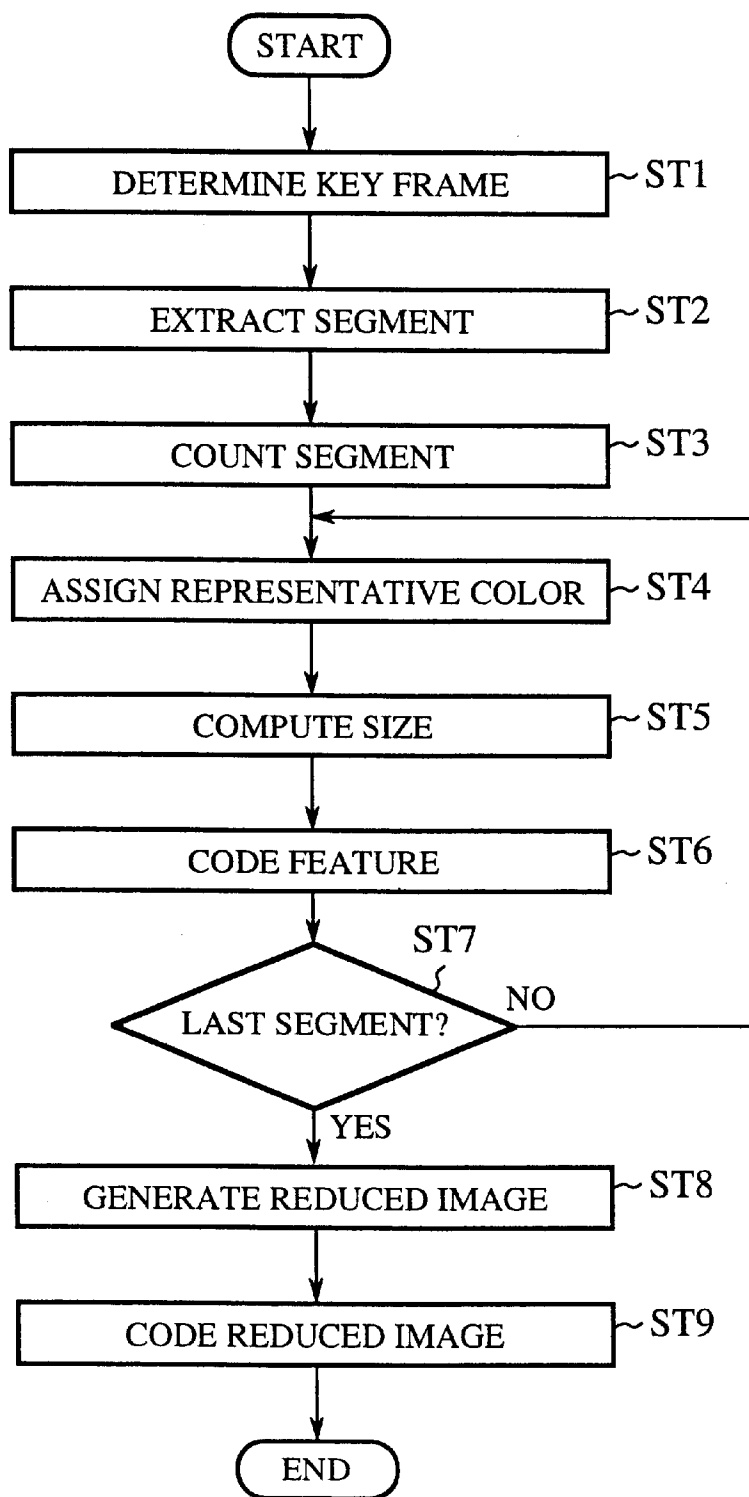 START
DETERMINE KEY FRAME
ST1
EXTRACT SEGMENT
ST2
COUNT SEGMENT
ST3
ASSIGN REPRESENTATIVE COLOR
ST4
COMPUTE SIZE
ST5
CODE FEATURE
ST6
ST7
LAST SEGMENT?
NO
YES
GENERATE REDUCED IMAGE
ST8
CODE REDUCED IMAGE
ST9
END